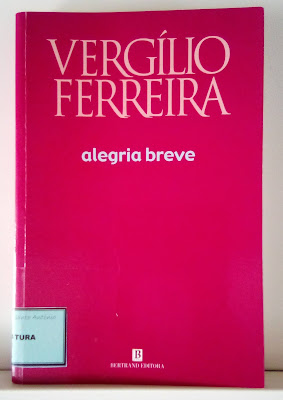 VERGÍLIO
FERREIRA
alegria breve
TURA
B
BERTRAND EDITORA